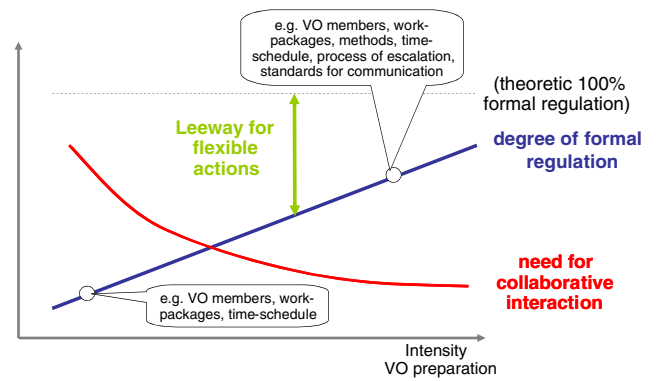 e.g. VO members, work-
packages, methods, time-
schedule, process of escalation,
standards for communication
(theoretic 100%
formal regulation)
Leeway for
flexible
actions
degree of formal
regulation
need for
collaborative
interaction
e.g. VO members, work-
packages, time-schedule
Intensity
VO preparation